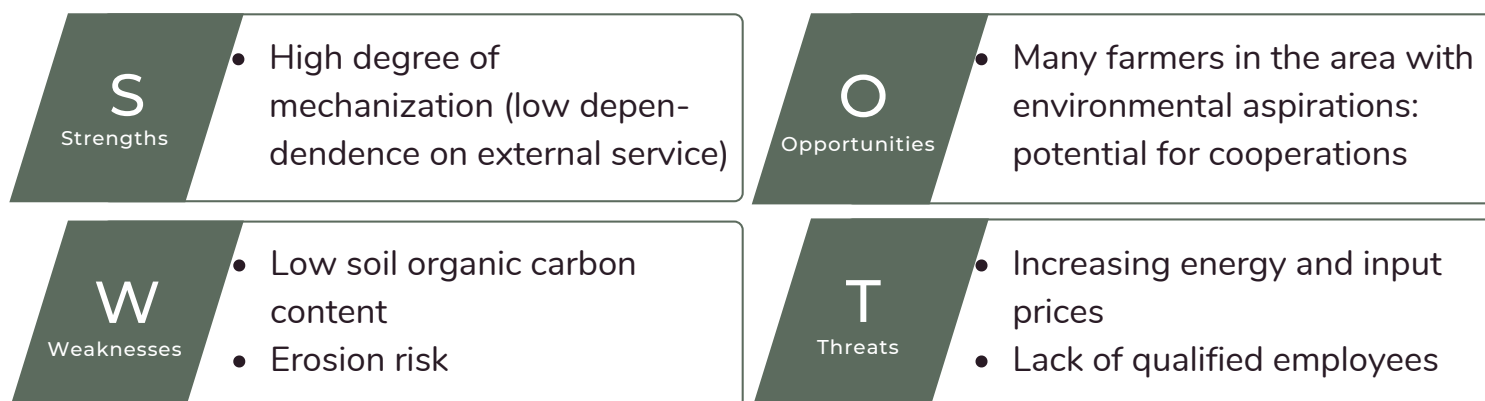 S
Strengths
• High degree of
mechanization (low depen-
dendence on external service)
O
Opportunities
• Many farmers in the area with
environmental aspirations:
potential for cooperations
W
Weaknesses
• Low soil organic carbon
content
• Erosion risk
T
Threats
• Increasing energy and input
prices
• Lack of qualified employees